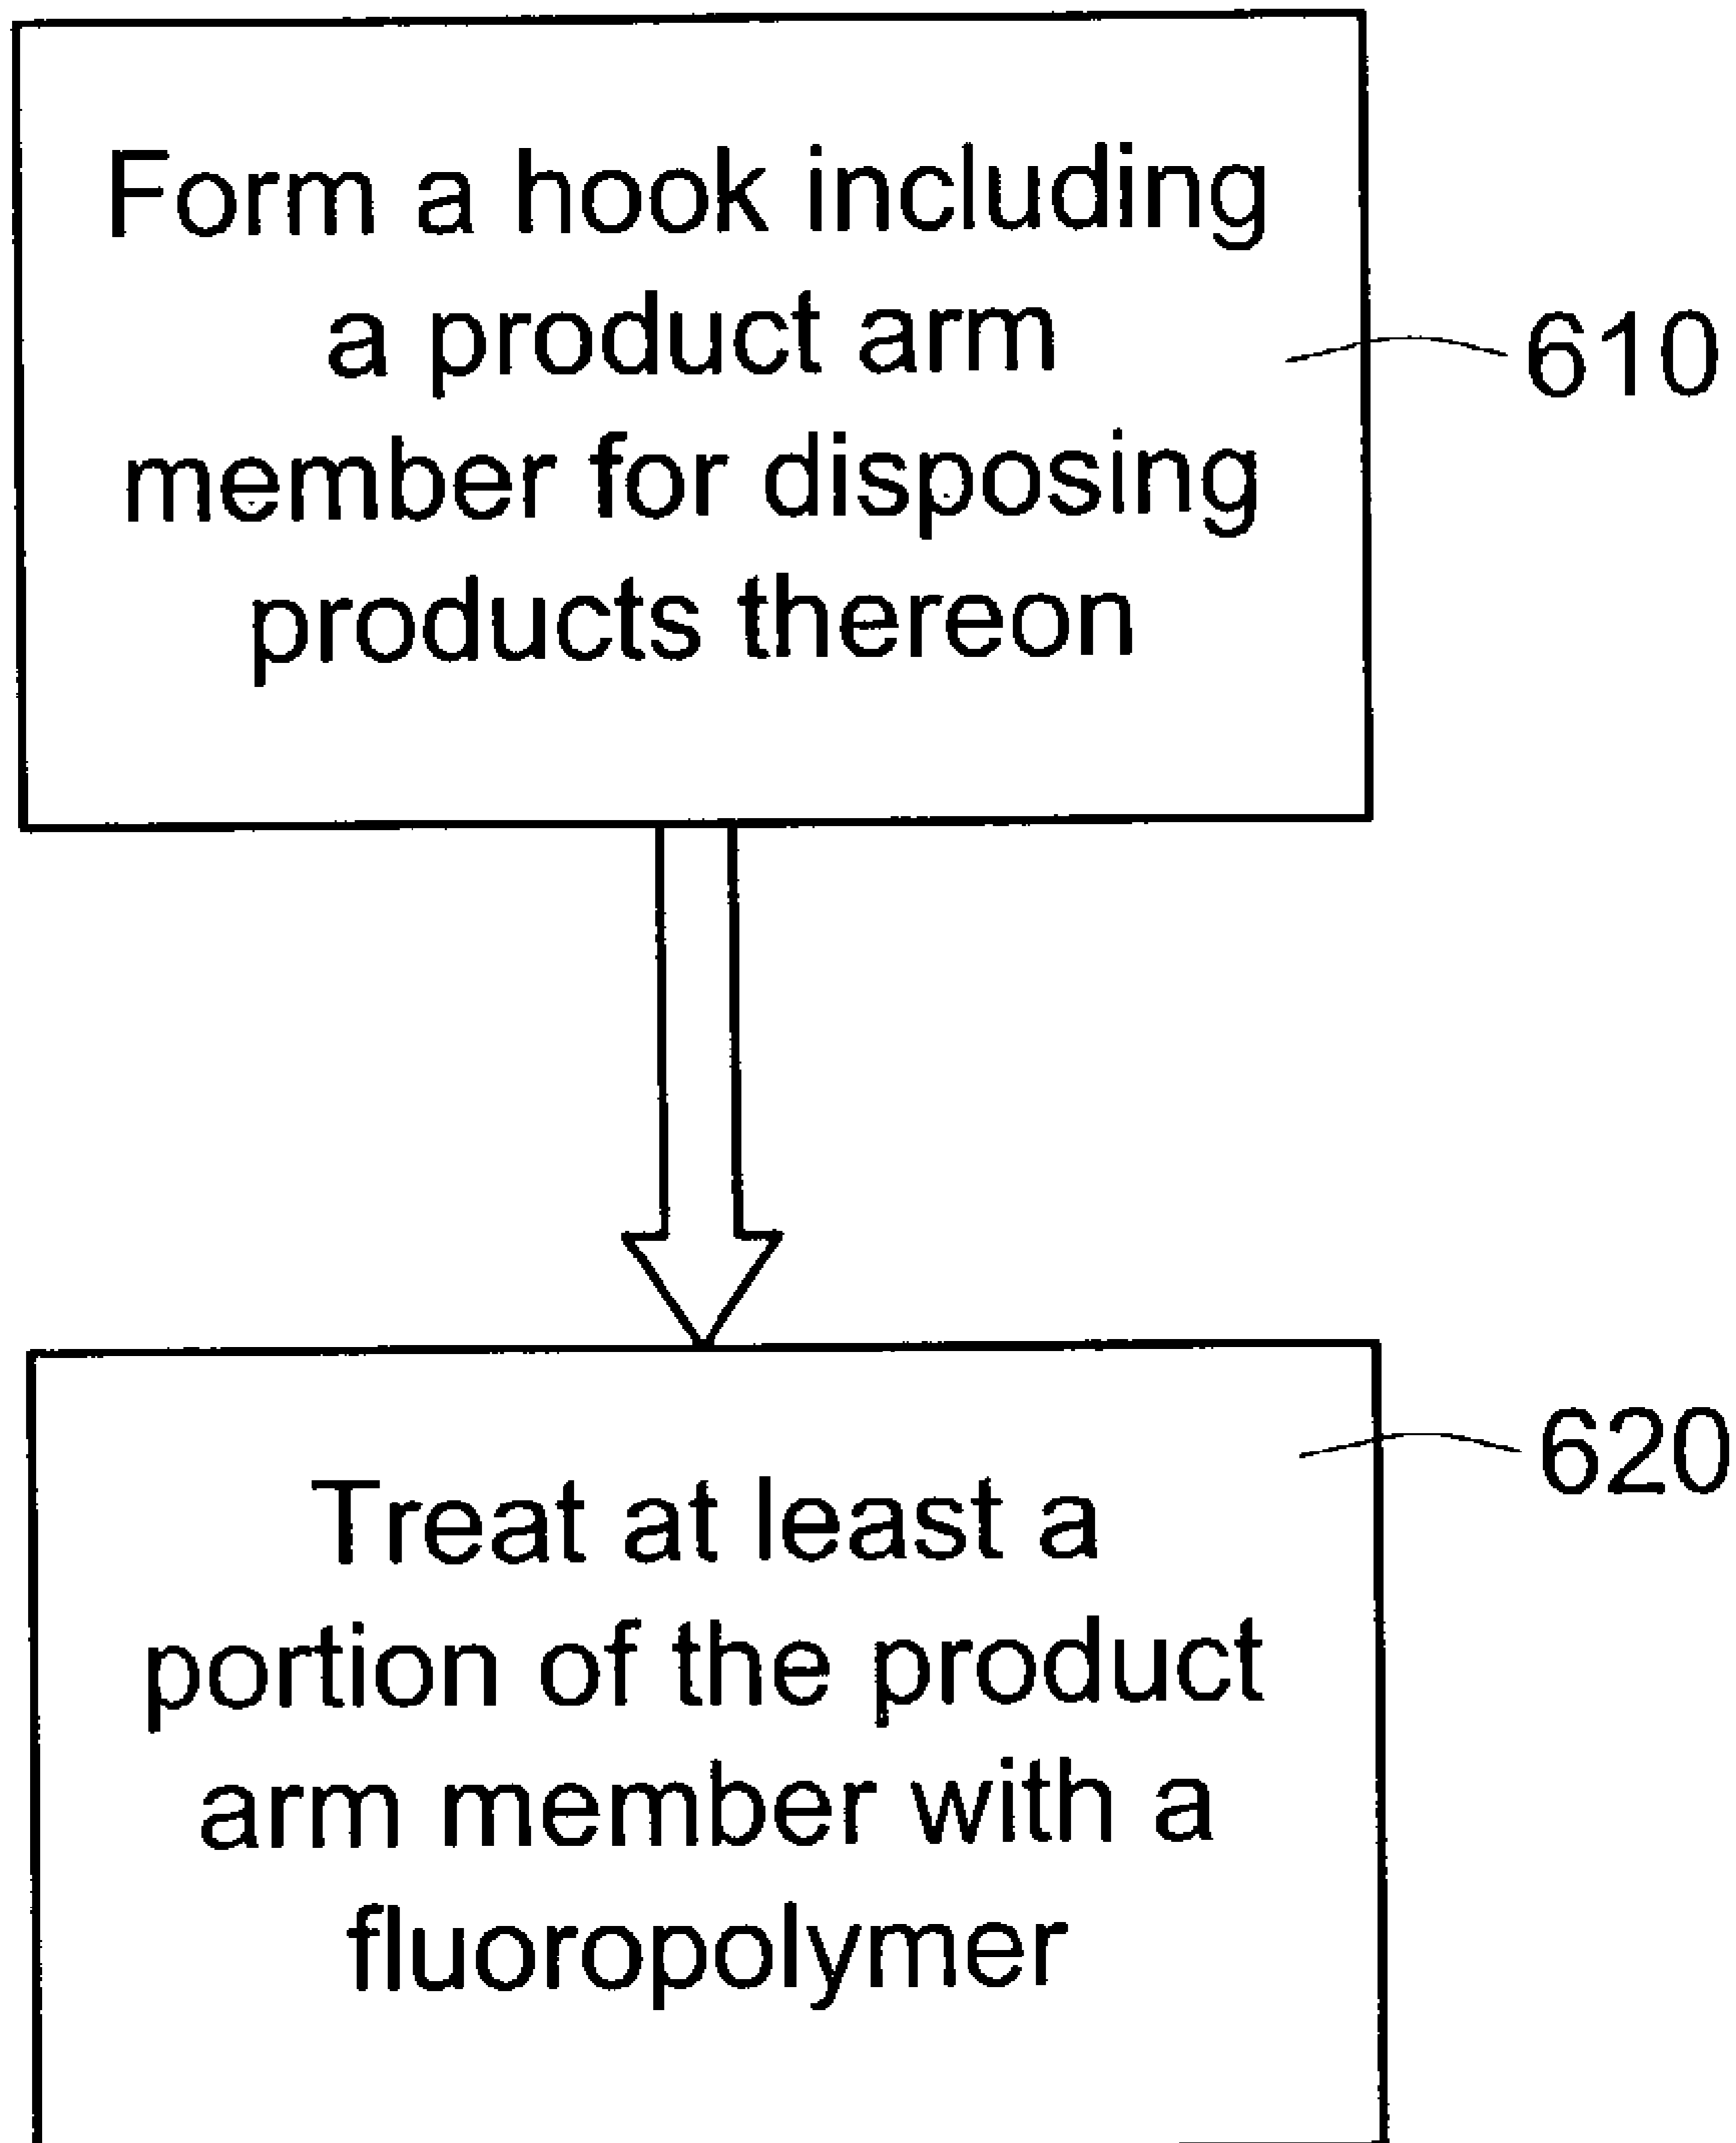 Form a hook including
a product arm
member for disposing
products thereon
610
620
Treat at least a
portion of the product
arm member with a
fluoropolymer